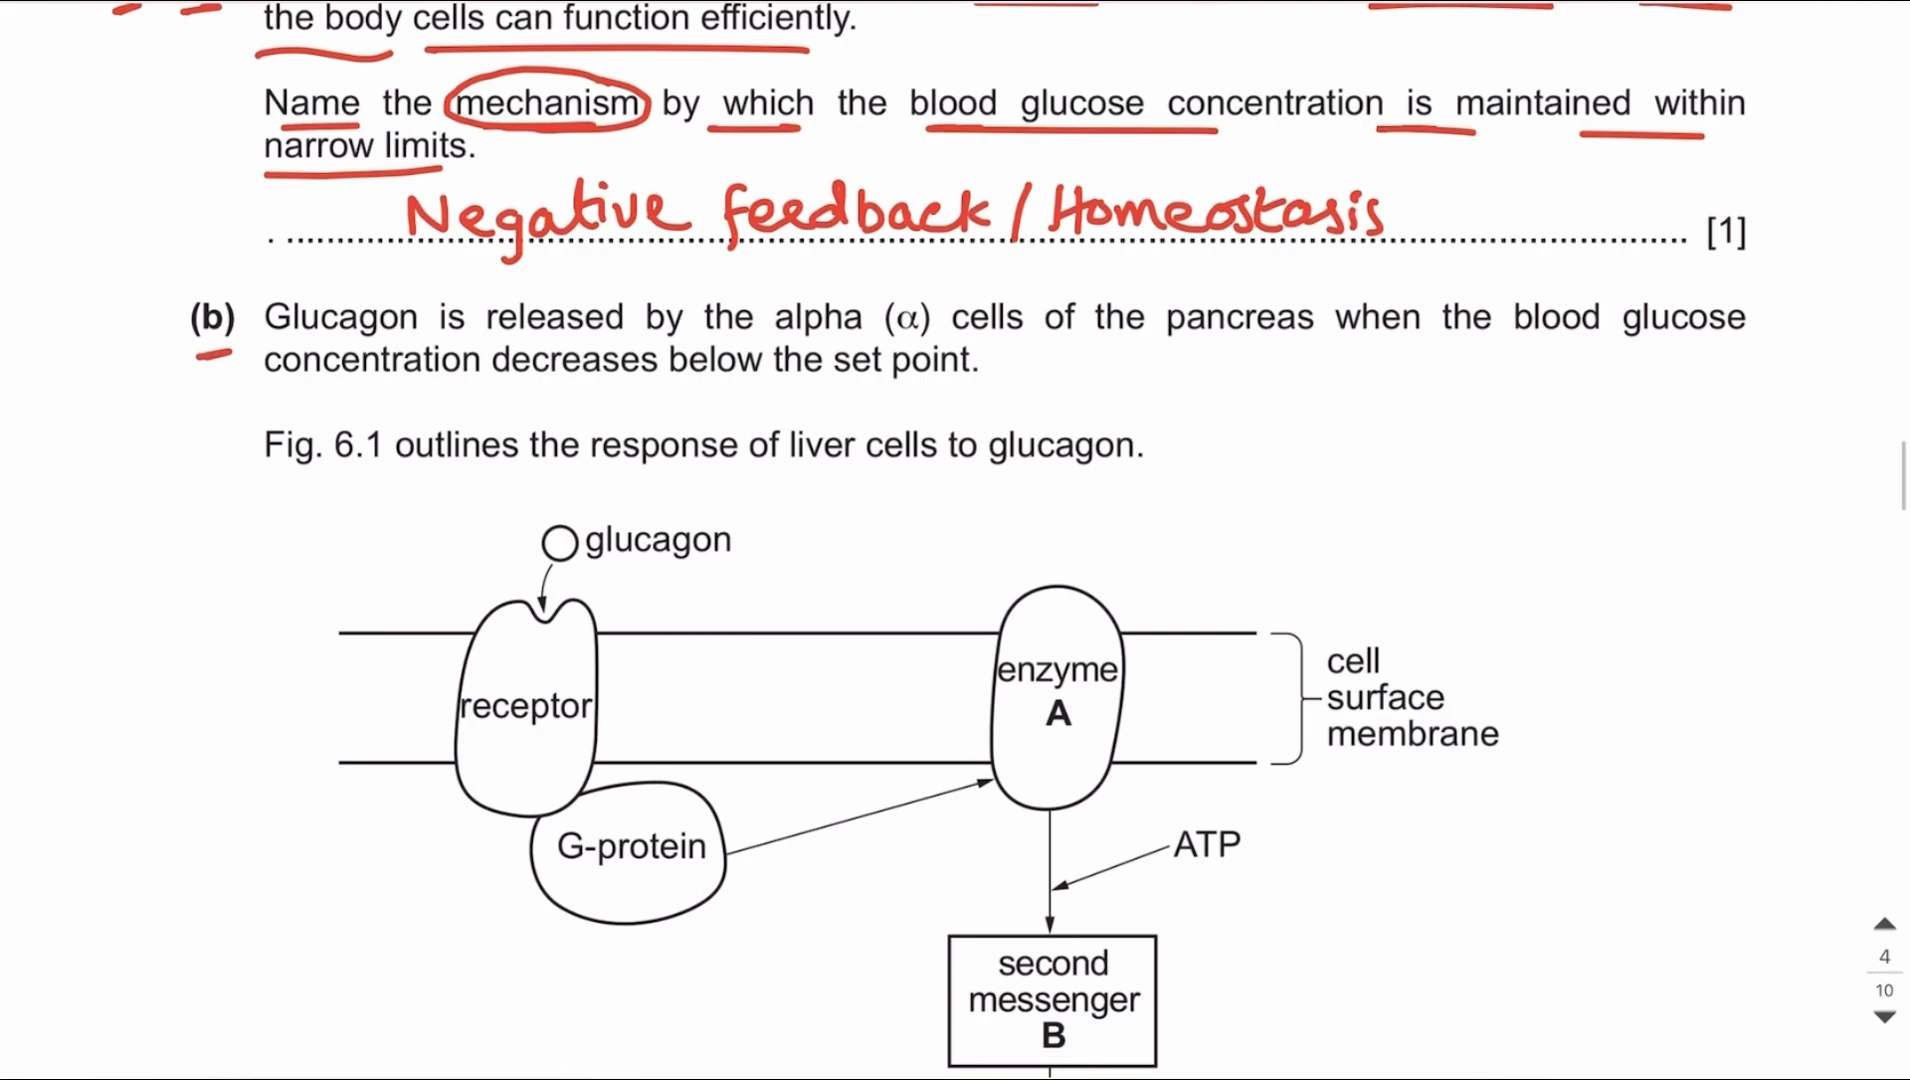 the body cells can function efficiently.
Name the mechanism by which the blood glucose concentration is maintained within
narrow limits.
Negative feedback / Homeostasis
[1]
(b) Glucagon is released by the alpha (α) cells of the pancreas when the blood glucose
concentration decreases below the set point.
Fig. 6.1 outlines the response of liver cells to glucagon.
glucagon
receptor
enzyme
A
cell
surface
membrane
G-protein
ATP
second
messenger
B
4
10